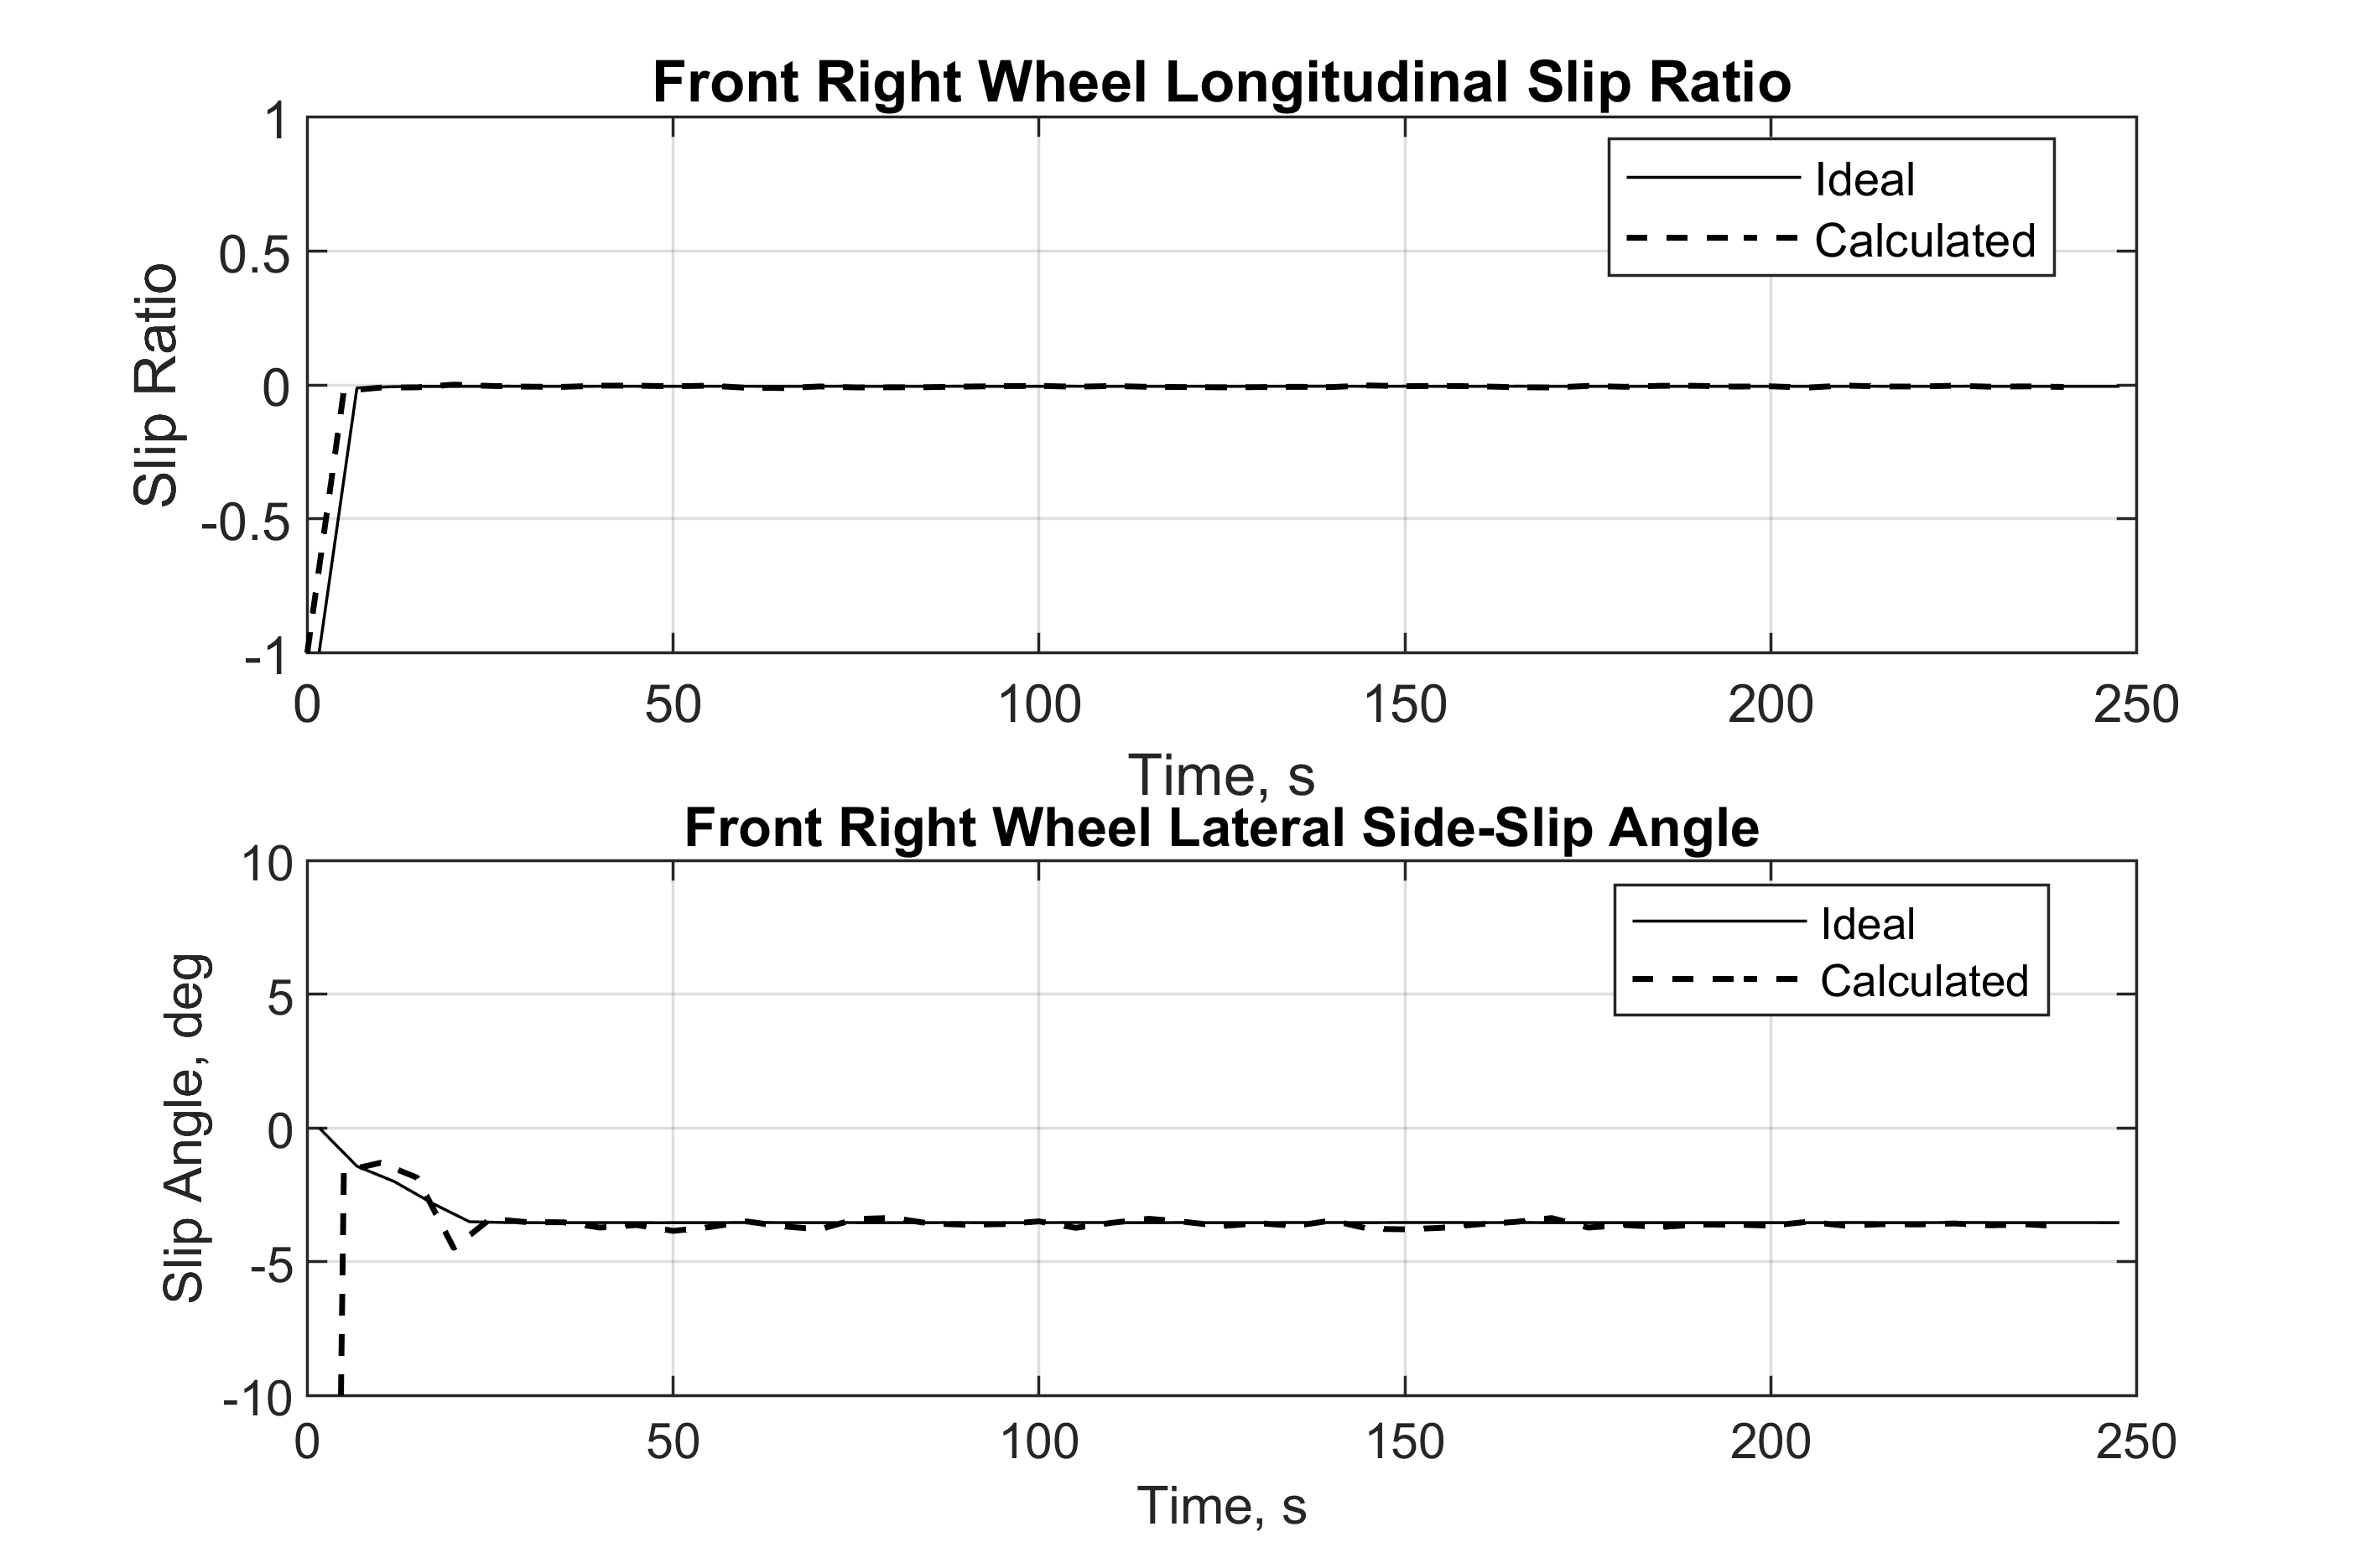 Front Right Wheel Longitudinal Slip Ratio
1
0.5
0
-0.5
-1
Slip Ratio
Ideal
Calculated
0 50 100 150 200 250
Time, s
Front Right Wheel Lateral Side-Slip Angle
10
5
0
-5
-10
Slip Angle, deg
Ideal
Calculated
0 50 100 150 200 250
Time, s